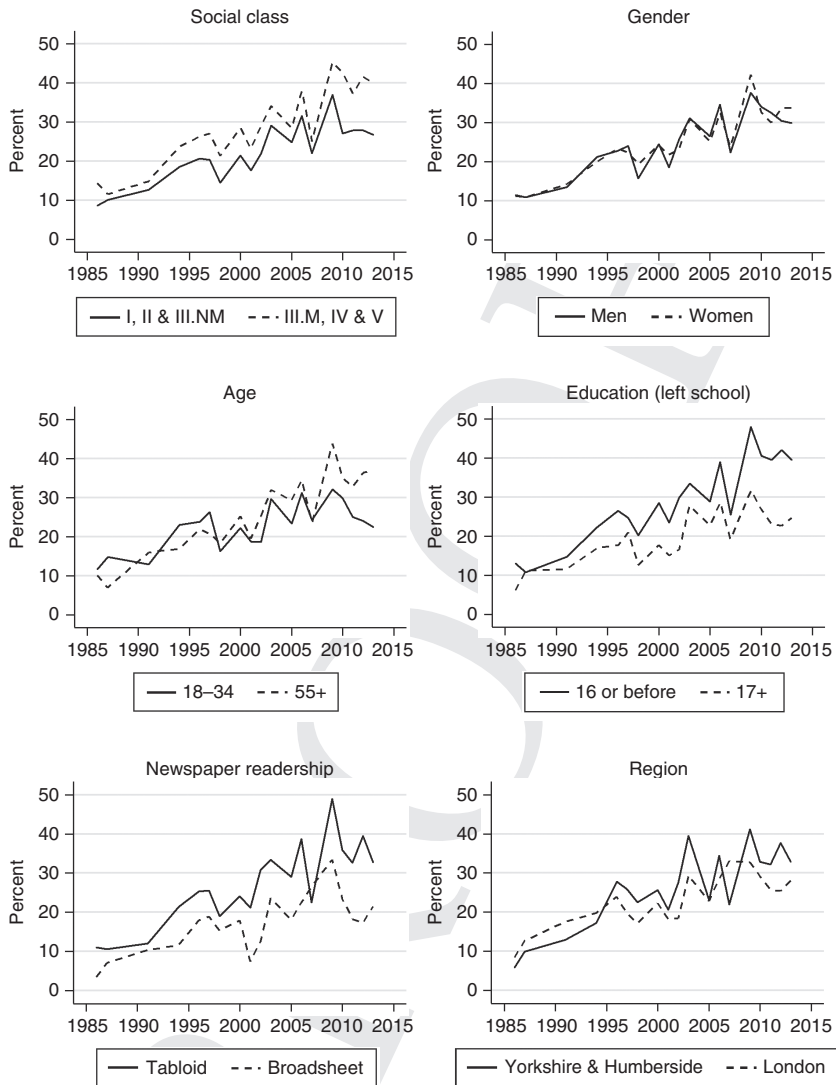 Social class
Percent
50
40
30
20
10
0
1985 1990 1995 2000 2005 2010 2015
I, II & III.NM III.M, IV & V
Gender
Percent
50
40
30
20
10
0
1985 1990 1995 2000 2005 2010 2015
Men Women
Age
Percent
50
40
30
20
10
0
1985 1990 1995 2000 2005 2010 2015
18–34 55+
Education (left school)
Percent
50
40
30
20
10
0
1985 1990 1995 2000 2005 2010 2015
16 or before 17+
Newspaper readership
Percent
50
40
30
20
10
0
1985 1990 1995 2000 2005 2010 2015
Tabloid Broadsheet
Region
Percent
50
40
30
20
10
0
1985 1990 1995 2000 2005 2010 2015
Yorkshire & Humberside London